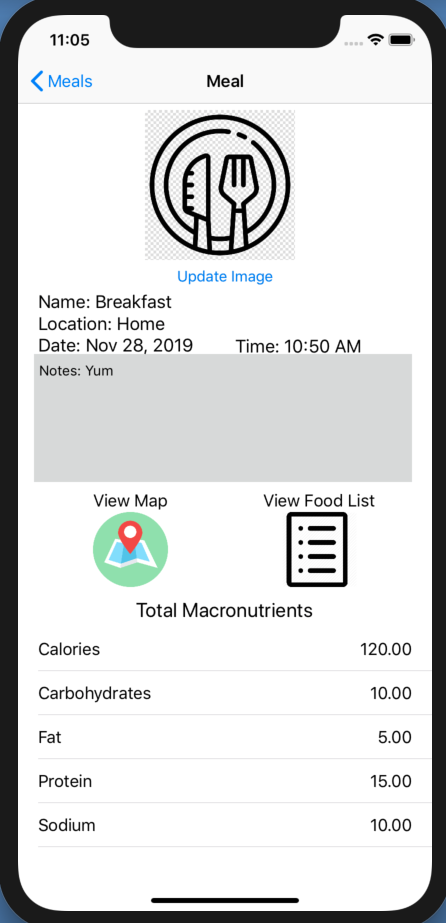 11:05
Meals
Meal
Update Image
Name: Breakfast
Location: Home
Date: Nov 28, 2019 Time: 10:50 AM
Notes: Yum
View Map View Food List
Total Macronutrients
Calories 120.00
Carbohydrates 10.00
Fat 5.00
Protein 15.00
Sodium 10.00